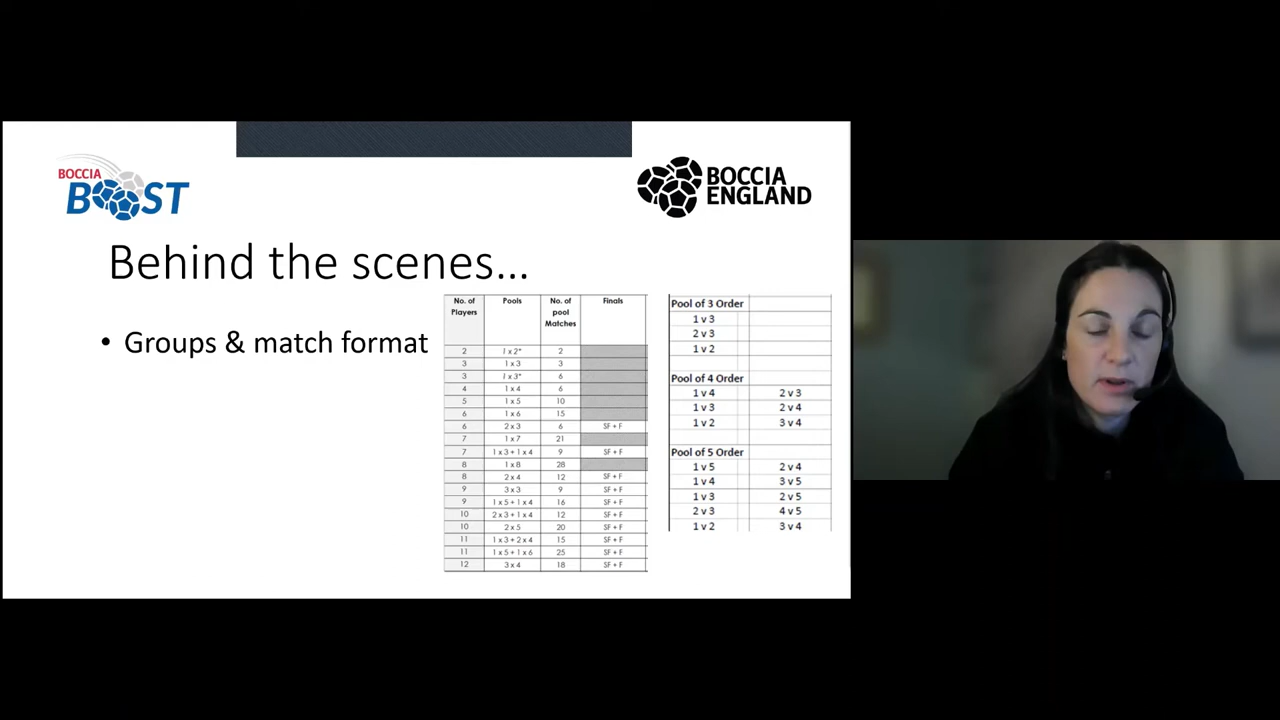 BOCCIA
BOOST
BOCCIA
ENGLAND
Behind the scenes...
• Groups & match format
No. of Players Pools No. of pool Matches Finals
2 1 x 2* 2
3 1 x 3 3
3 1 x 3* 6
4 1 x 4 6
5 1 x 5 10
6 1 x 6 15
6 2 x 3 6 SF + F
7 1 x 7 21
7 1 x 3 + 1 x 4 9 SF + F
8 1 x 8 28
8 2 x 4 12 SF + F
9 3 x 3 9 SF + F
9 1 x 5 + 1 x 4 16 SF + F
10 2 x 3 + 1 x 4 12 SF + F
10 2 x 5 20 SF + F
11 1 x 3 + 2 x 4 15 SF + F
11 1 x 5 + 1 x 6 25 SF + F
12 3 x 4 18 SF + F
Pool of 3 Order
1 v 3
2 v 3
1 v 2
Pool of 4 Order
1 v 4 2 v 3
1 v 3 2 v 4
1 v 2 3 v 4
Pool of 5 Order
1 v 5 2 v 4
1 v 4 3 v 5
1 v 3 2 v 5
2 v 3 4 v 5
1 v 2 3 v 4